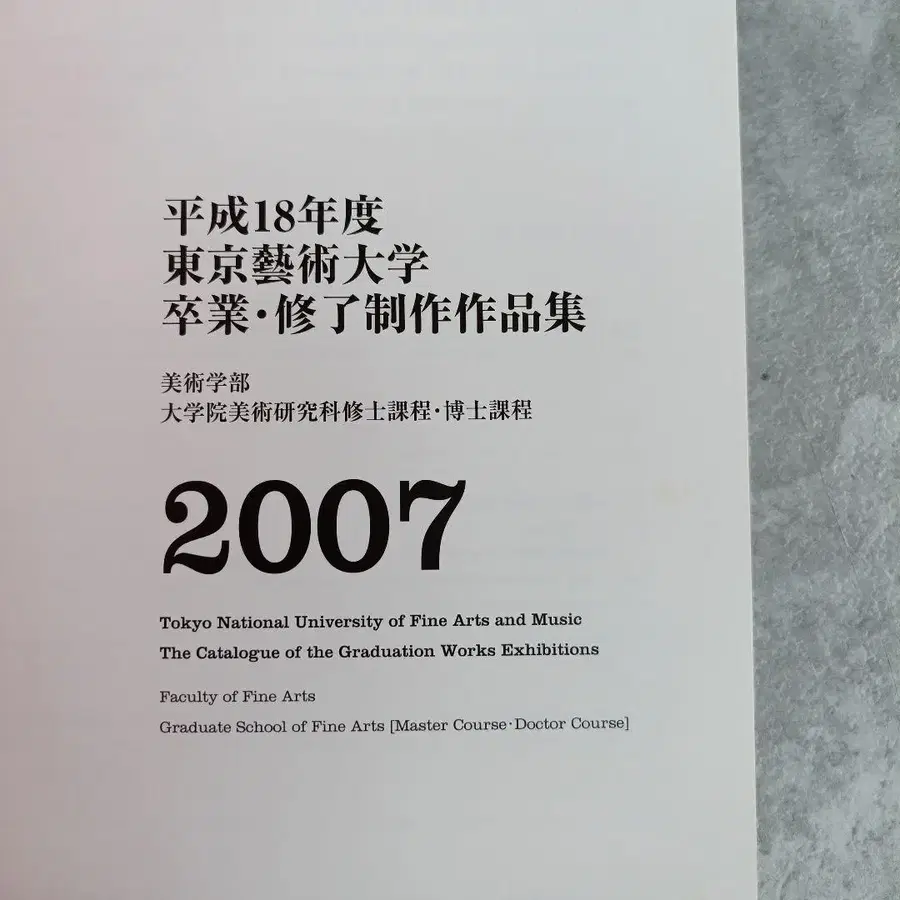 平成18年度
東京藝術大学
卒業・修了制作作品集
美術学部
大学院美術研究科修士課程・博士課程
2007
Tokyo National University of Fine Arts and Music
The Catalogue of the Graduation Works Exhibitions
Faculty of Fine Arts
Graduate School of Fine Arts [Master Course·Doctor Course]